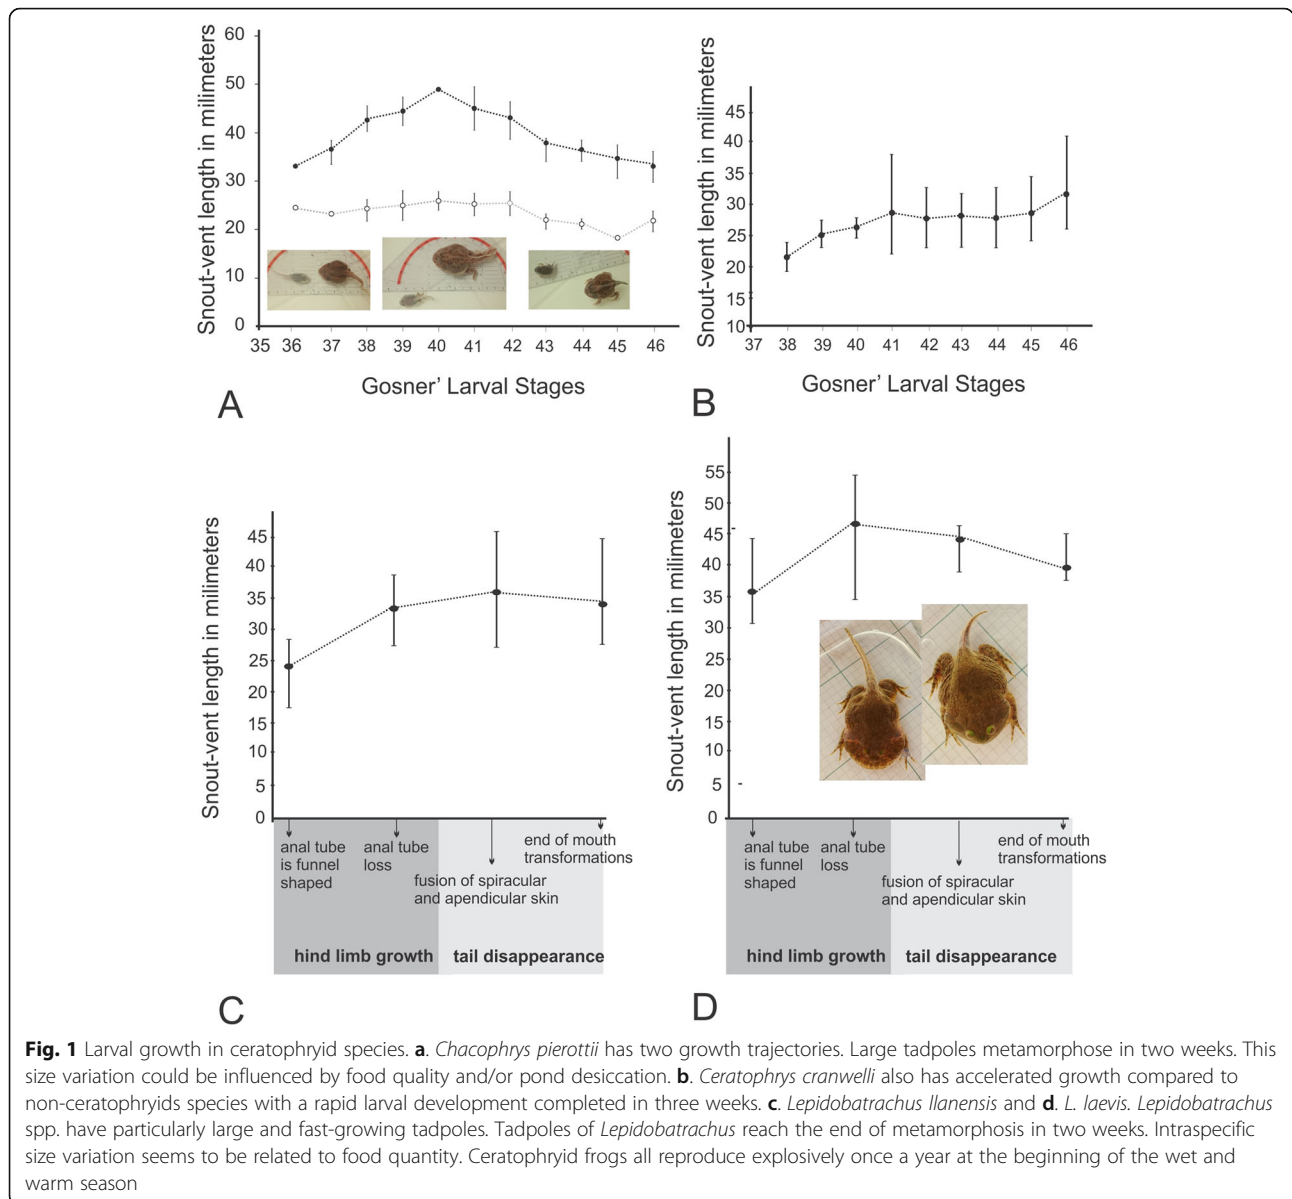 Snout-vent length in milimeters
60
50
40
30
20
10
0
35 36 37 38 39 40 41 42 43 44 45 46
Gosner’ Larval Stages
A
Snout-vent length in milimeters
45
40
35
30
25
20
15
10
37 38 39 40 41 42 43 44 45 46
Gosner’ Larval Stages
B
Snout-vent length in milimeters
45
40
35
30
25
20
15
10
5
0
anal tube
is funnel
shaped
anal tube
loss
fusion of spiracular
and apendicular skin
end of mouth
transformations
hind limb growth
tail disappearance
C
Snout-vent length in milimeters
55
50
45
40
35
30
25
20
15
10
5
0
anal tube
is funnel
shaped
anal tube
loss
fusion of spiracular
and apendicular skin
end of mouth
transformations
hind limb growth
tail disappearance
D
Fig. 1 Larval growth in ceratophryid species. a. Chacophrys pierottii has two growth trajectories. Large tadpoles metamorphose in two weeks. This
size variation could be influenced by food quality and/or pond desiccation. b. Ceratophrys cranwelli also has accelerated growth compared to
non-ceratophryids species with a rapid larval development completed in three weeks. c. Lepidobatrachus llanensis and d. L. laevis. Lepidobatrachus
spp. have particularly large and fast-growing tadpoles. Tadpoles of Lepidobatrachus reach the end of metamorphosis in two weeks. Intraspecific
size variation seems to be related to food quantity. Ceratophryid frogs all reproduce explosively once a year at the beginning of the wet and
warm season